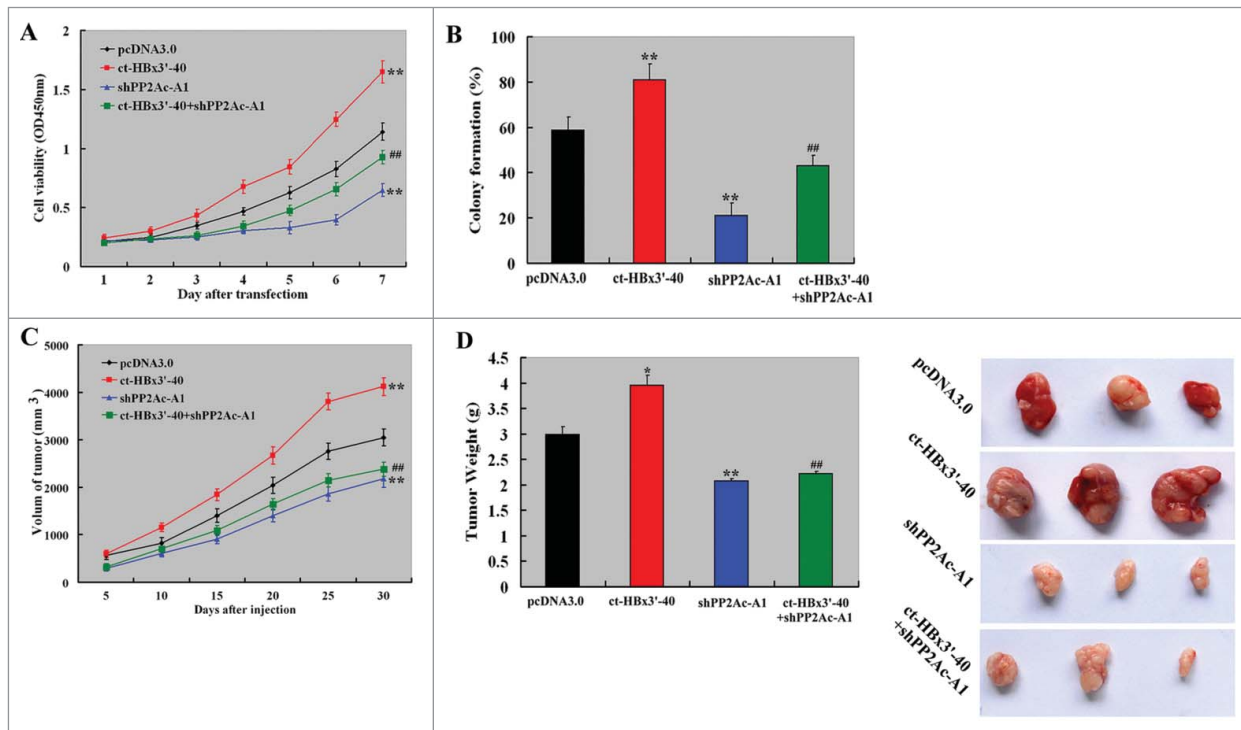 A
pcDNA3.0
ct-HBx3'-40
shPP2Ac-A1
ct-HBx3'-40+shPP2Ac-A1
Cell viability (OD450nm)
2
1.5
1
0.5
0
**
##
**
1 2 3 4 5 6 7
Day after transfectiom
B
Colony formation (%)
100
80
60
40
20
0
**
**
##
pcDNA3.0 ct-HBx3'-40 shPP2Ac-A1 ct-HBx3'-40
+shPP2Ac-A1
C
pcDNA3.0
ct-HBx3'-40
shPP2Ac-A1
ct-HBx3'-40+shPP2Ac-A1
Volum of tumor (mm 3 )
5000
4000
3000
2000
1000
0
**
##
**
5 10 15 20 25 30
Days after injection
D
Tumor Weight (g)
4.5
4
3.5
3
2.5
2
1.5
1
0.5
0
*
**
##
pcDNA3.0 ct-HBx3'-40 shPP2Ac-A1 ct-HBx3'-40
+shPP2Ac-A1
pcDNA3.0
ct-HBx3'-40
shPP2Ac-A1
ct-HBx3'-40
+shPP2Ac-A1